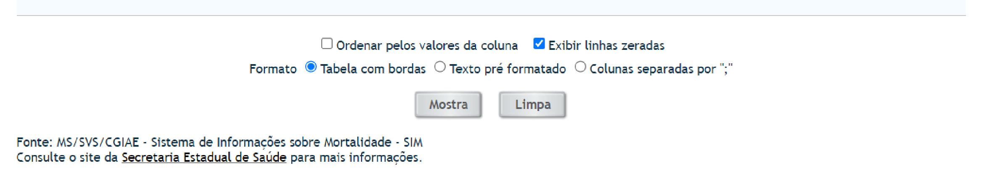 Ordenar pelos valores da coluna Exibir linhas zeradas
Formato Tabela com bordas Texto pré formatado Colunas separadas por ";"
Mostra Limpa
Fonte: MS/SVS/CGIAE - Sistema de Informações sobre Mortalidade - SIM
Consulte o site da Secretaria Estadual de Saúde para mais informações.